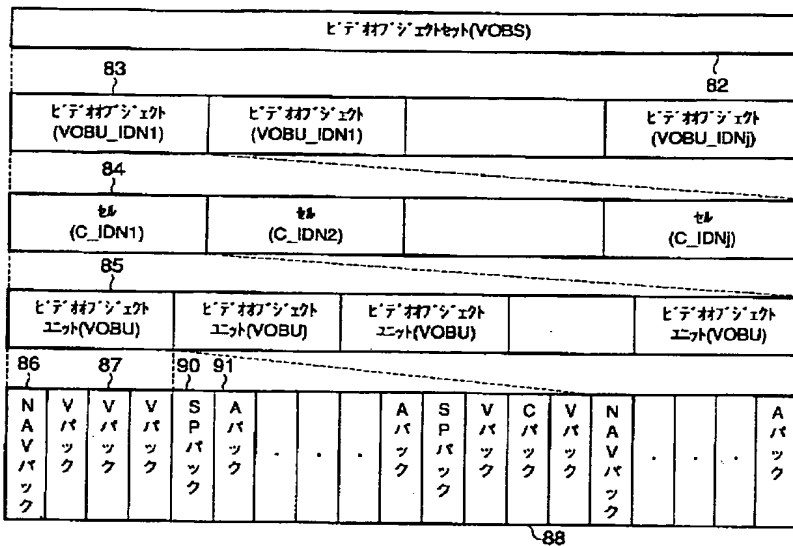 ビデオオブジェクトセット(VOBS)
83
82
ビデオオブジェクト
(VOBU_IDN1)
ビデオオブジェクト
(VOBU_IDN1)
ビデオオブジェクト
(VOBU_IDNj)
84
セル
(C_IDN1)
セル
(C_IDN2)
セル
(C_IDNj)
85
ビデオオブジェクト
ユニット(VOBU)
ビデオオブジェクト
ユニット(VOBU)
ビデオオブジェクト
ユニット(VOBU)
ビデオオブジェクト
ユニット(VOBU)
86
87
90
91
NAVパック
Vパック
Vパック
Vパック
SPパック
Aパック
・
・
・
Aパック
SPパック
Vパック
Cパック
Vパック
NAVパック
・
・
・
Aパック
88